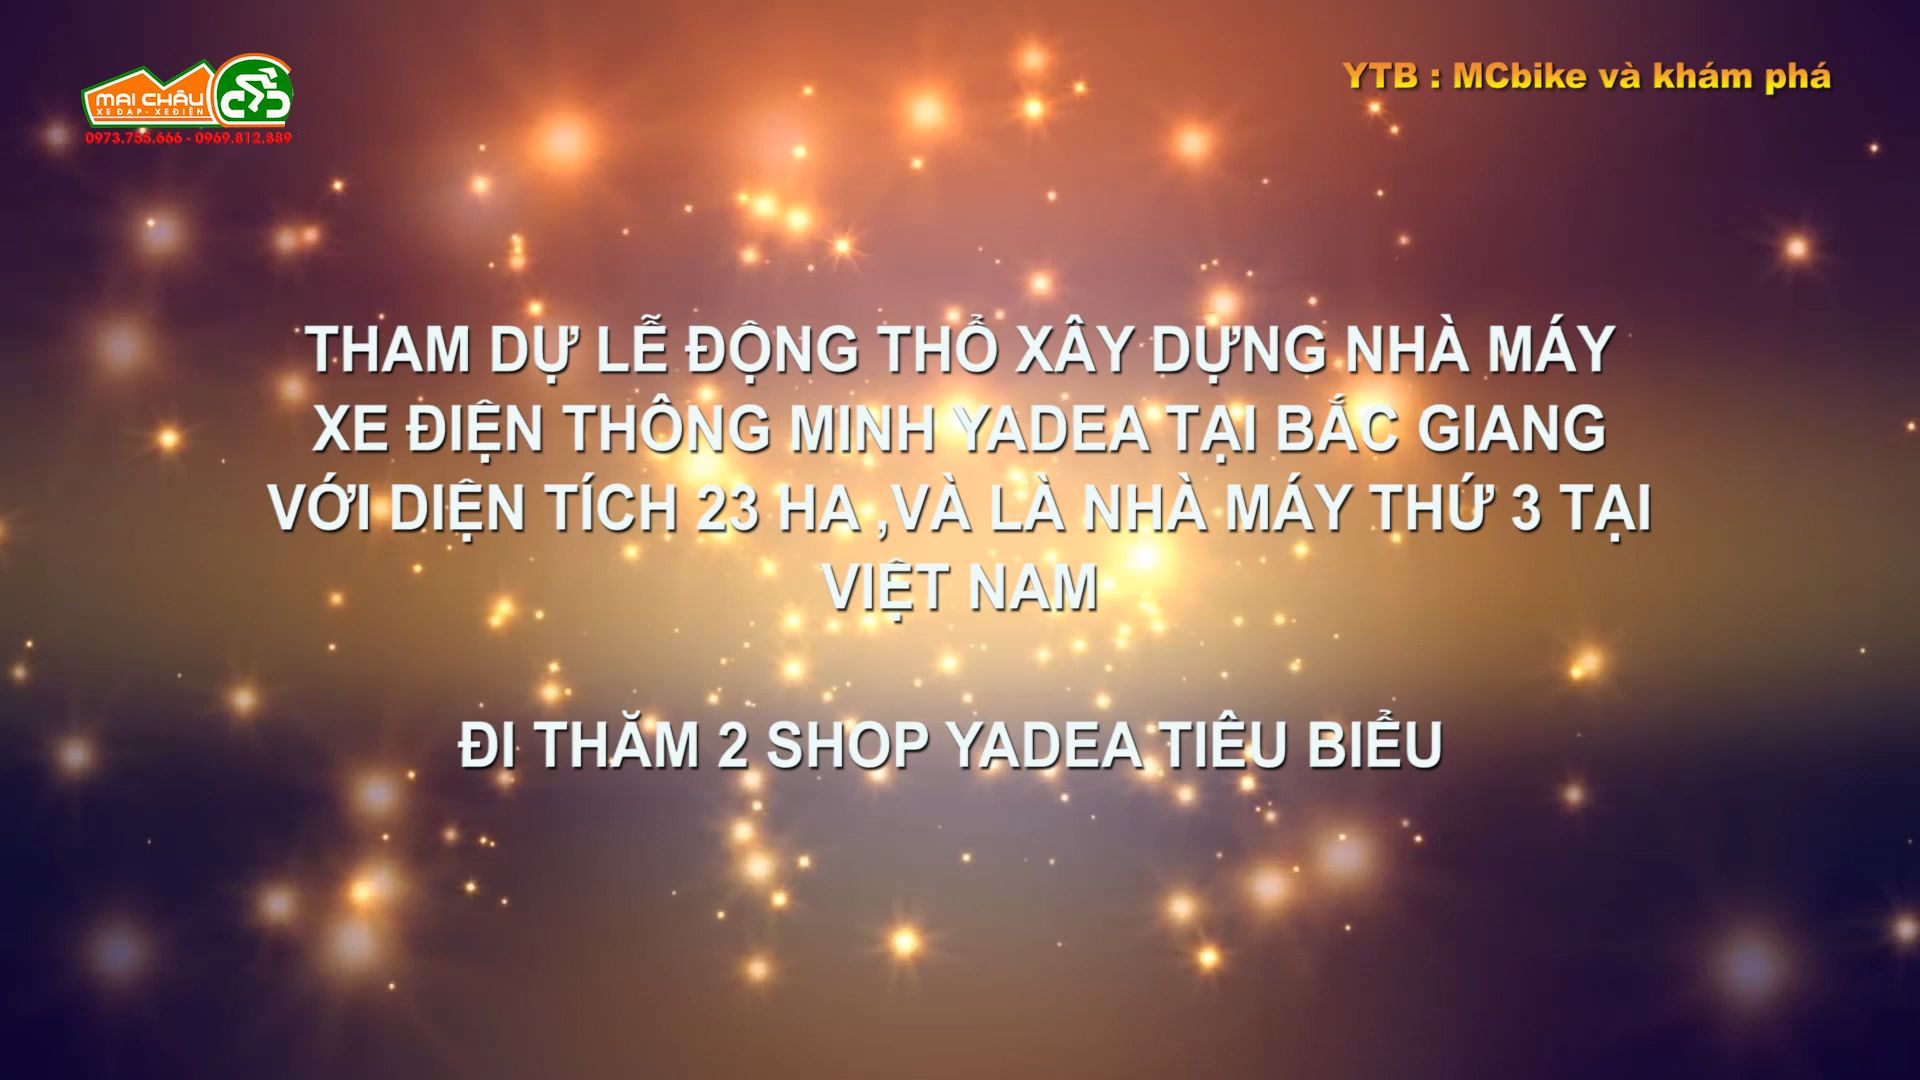 MAI CHÂU
XE ĐẠP - XE ĐIỆN
0973.755.666 - 0969.812.889
YTB : MCbike và khám phá
THAM DỰ LỄ ĐỘNG THỔ XÂY DỰNG NHÀ MÁY
XE ĐIỆN THÔNG MINH YADEA TẠI BẮC GIANG
VỚI DIỆN TÍCH 23 HA ,VÀ LÀ NHÀ MÁY THỨ 3 TẠI
VIỆT NAM
ĐI THĂM 2 SHOP YADEA TIÊU BIỂU